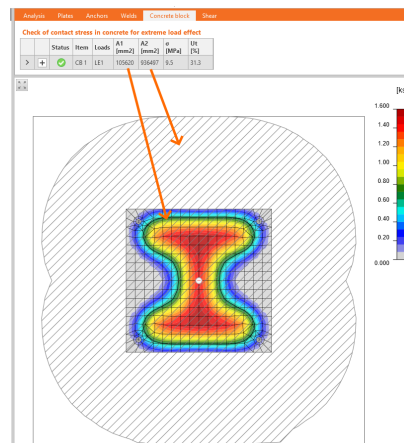 Analysis Plates Anchors Welds Concrete block Shear
Check of contact stress in concrete for extreme load effect
Status Item Loads A1 [mm2] A2 [mm2] σ [MPa] Ut [%]
> + CB 1 LE1 105620 936497 9.5 31.3
[ks
1.600
1.40
1.20
1.00
0.80
0.60
0.40
0.20
0.000